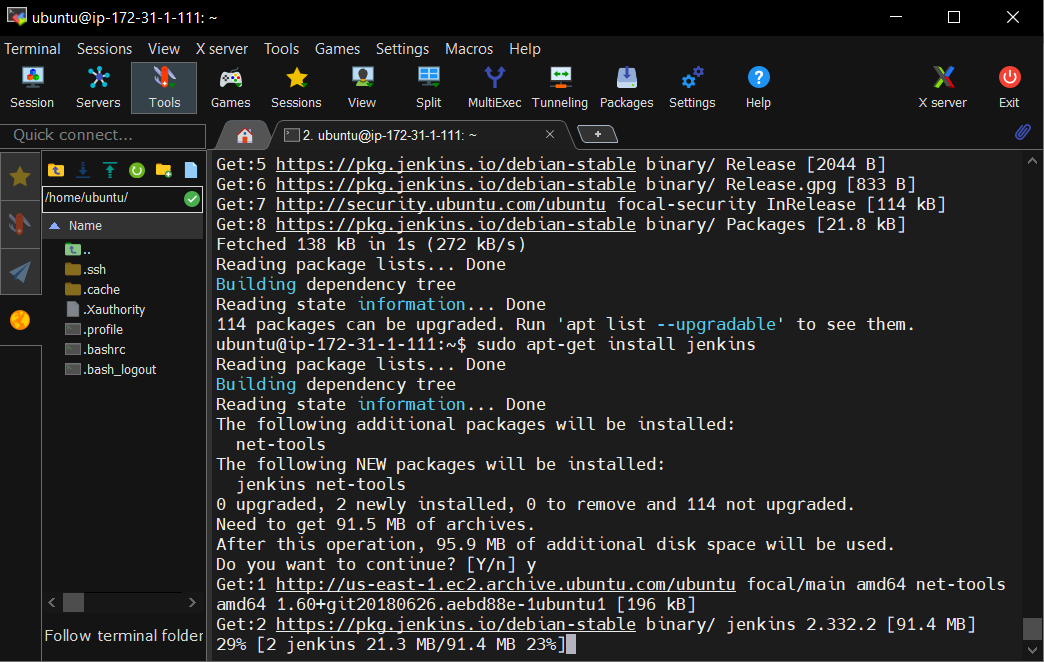 ubuntu@ip-172-31-1-111: ~
Terminal Sessions View X server Tools Games Settings Macros Help
Session Servers Tools Games Sessions View Split MultiExec Tunneling Packages Settings Help X server Exit
Quick connect...
2. ubuntu@ip-172-31-1-111: ~
/home/ubuntu/
Name
..
.ssh
.cache
.Xauthority
.profile
.bashrc
.bash_logout
Follow terminal folder
Get:5 https://pkg.jenkins.io/debian-stable binary/ Release [2044 B]
Get:6 https://pkg.jenkins.io/debian-stable binary/ Release.gpg [833 B]
Get:7 http://security.ubuntu.com/ubuntu focal-security InRelease [114 kB]
Get:8 https://pkg.jenkins.io/debian-stable binary/ Packages [21.8 kB]
Fetched 138 kB in 1s (272 kB/s)
Reading package lists... Done
Building dependency tree
Reading state information... Done
114 packages can be upgraded. Run 'apt list --upgradable' to see them.
ubuntu@ip-172-31-1-111:~$ sudo apt-get install jenkins
Reading package lists... Done
Building dependency tree
Reading state information... Done
The following additional packages will be installed:
  net-tools
The following NEW packages will be installed:
  jenkins net-tools
0 upgraded, 2 newly installed, 0 to remove and 114 not upgraded.
Need to get 91.5 MB of archives.
After this operation, 95.9 MB of additional disk space will be used.
Do you want to continue? [Y/n] y
Get:1 http://us-east-1.ec2.archive.ubuntu.com/ubuntu focal/main amd64 net-tools
amd64 1.60+git20180626.aebd88e-1ubuntu1 [196 kB]
Get:2 https://pkg.jenkins.io/debian-stable binary/ jenkins 2.332.2 [91.4 MB]
29% [2 jenkins 21.3 MB/91.4 MB 23%]